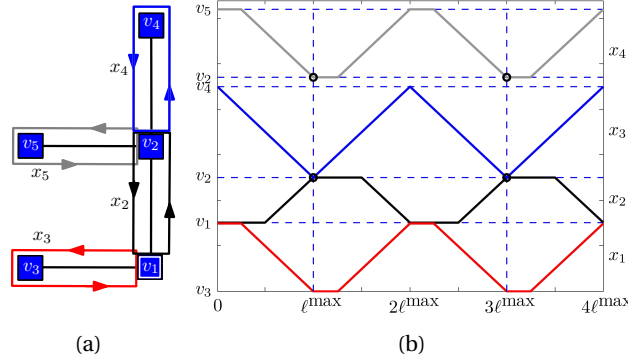 v₄
x₄
v₅
v₂
x₅
x₂
x₃
v₃
v₁
(a)
v₅
x₄
v₂
v₄
x₃
v₂
v₁
x₁
v₃
0
ℓᵐᵃˣ
2ℓᵐᵃˣ
3ℓᵐᵃˣ
4ℓᵐᵃˣ
(b)